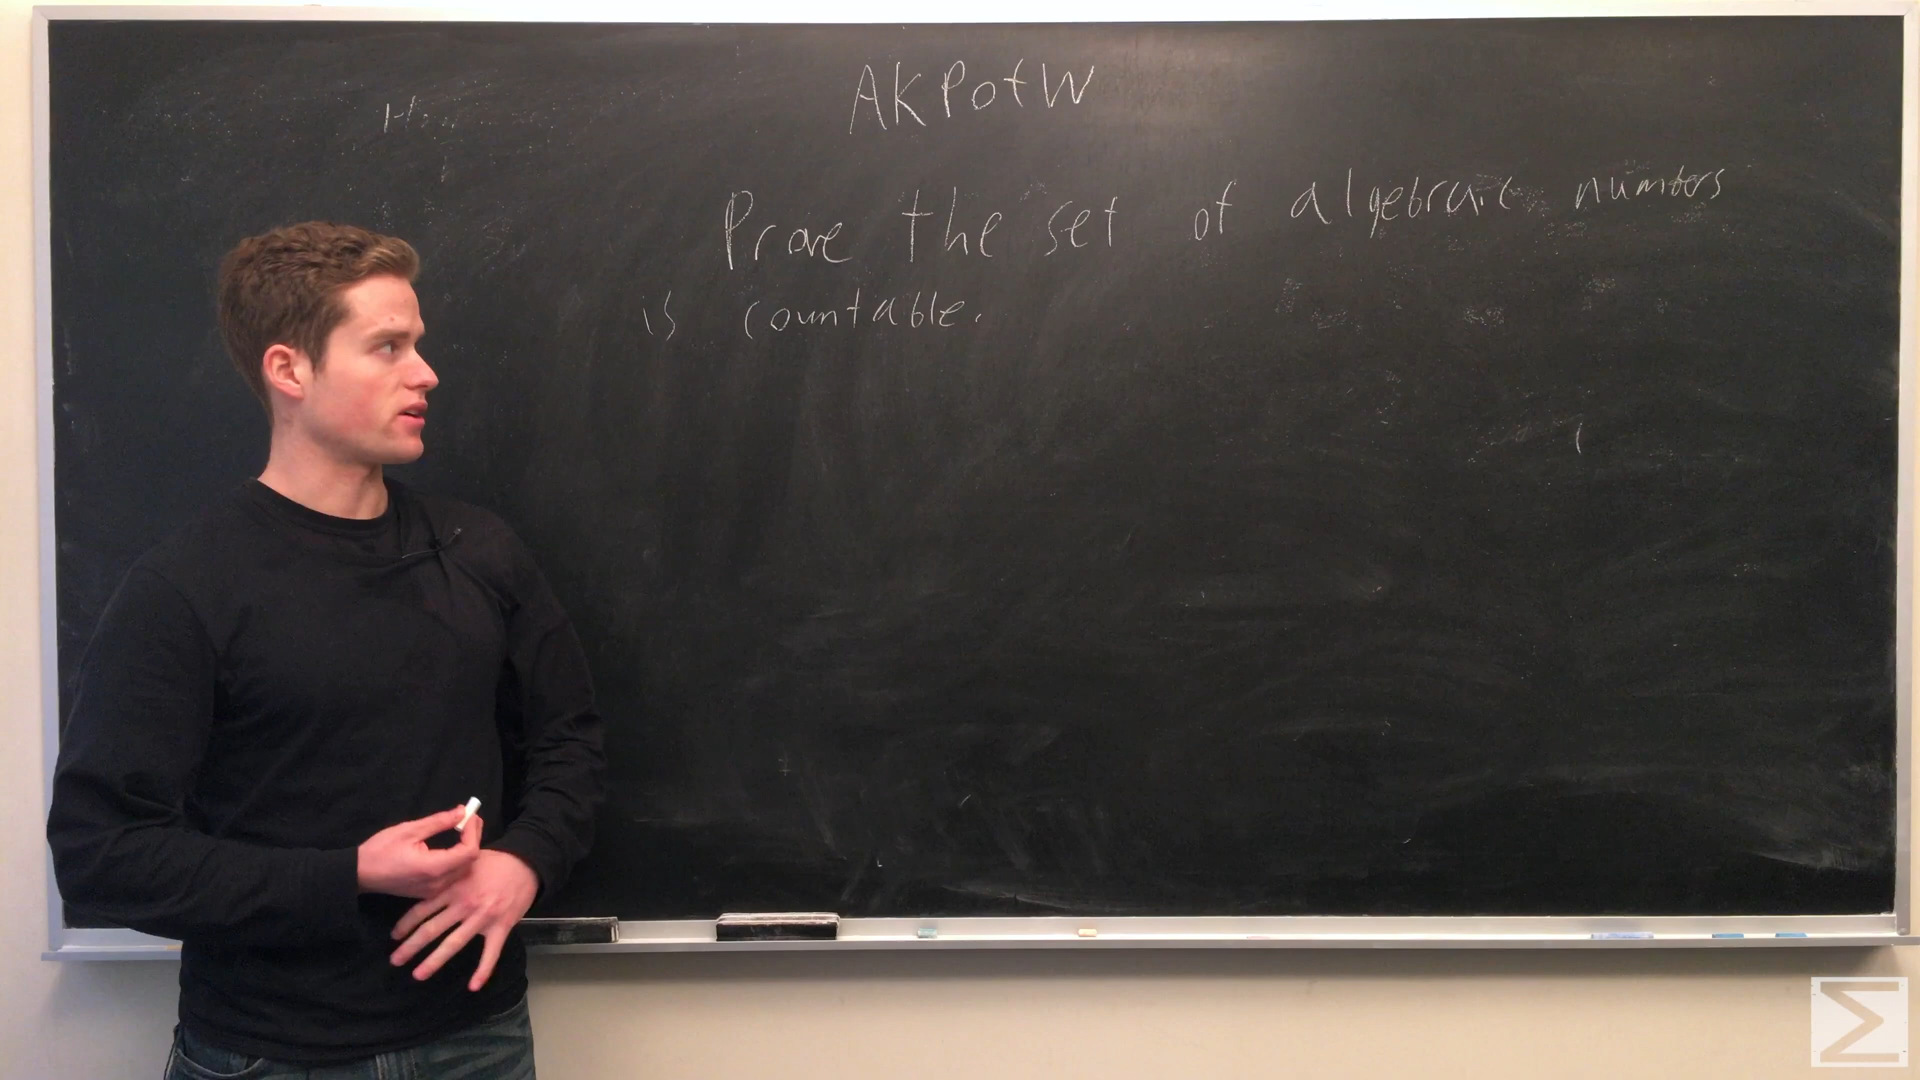 AKPotW
Prove the set of algebraic numbers
is countable.
Σ